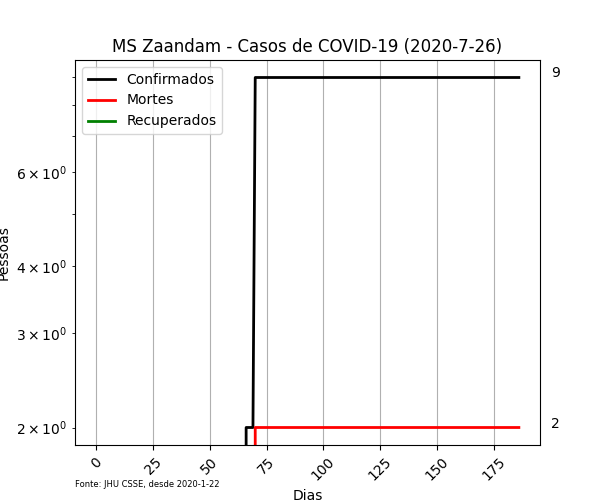 MS Zaandam - Casos de COVID-19 (2020-7-26)
Confirmados
Mortes
Recuperados
9
6 × 10⁰
4 × 10⁰
3 × 10⁰
2 × 10⁰
2
Pessoas
0
25
50
75
100
125
150
175
Fonte: JHU CSSE, desde 2020-1-22
Dias